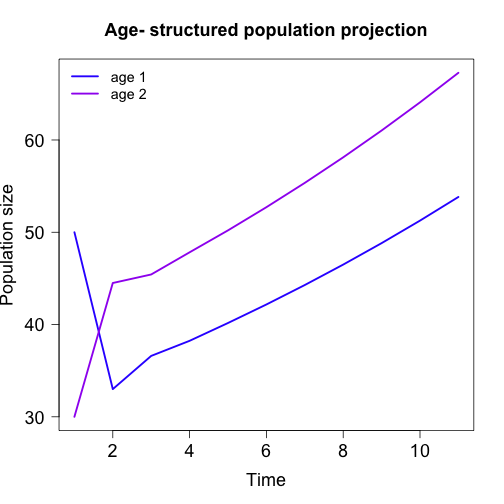 Age- structured population projection
age 1
age 2
Population size
60
50
40
30
2 4 6 8 10
Time